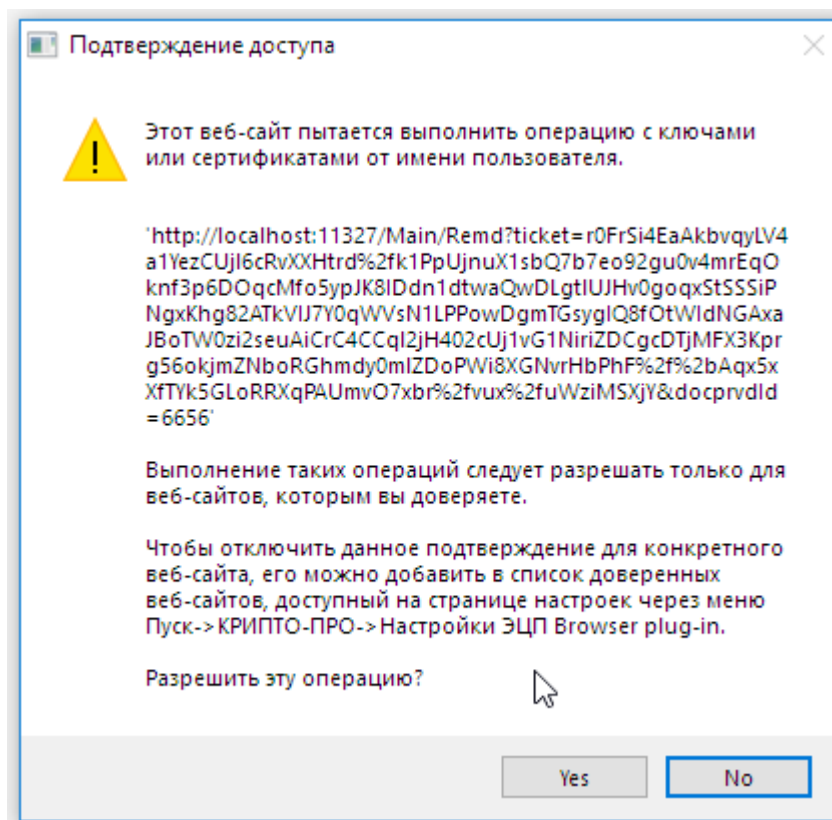 Подтверждение доступа
Этот веб-сайт пытается выполнить операцию с ключами
или сертификатами от имени пользователя.
'http://localhost:11327/Main/Remd?ticket=r0FrSi4EaAkbvqyLV4
a1YezCUjI6cRvXXHtrd%2fk1PpUjnuX1sbQ7b7eo92gu0v4mrEqO
knf3p6DOqcMfo5ypJK8IDdn1dtwaQwDLgtIUJHv0goqxStSSSiP
NgxKhg82ATkVIJ7Y0qWVsN1LPPowDgmTGsygIQ8fOtWIdNGAxa
JBoTW0zi2seuAiCrC4CCqI2jH402cUj1vG1NiriZDCgcDTjMFX3Kpr
g56okjmZNboRGhmdy0mIZDoPWi8XGNvrHbPhF%2f%2bAqx5x
XfTYk5GLoRRXqPAUmvO7xbr%2fvux%2fuWziMSXjY&docprvdId
=6656'
Выполнение таких операций следует разрешать только для
веб-сайтов, которым вы доверяете.
Чтобы отключить данное подтверждение для конкретного
веб-сайта, его можно добавить в список доверенных
веб-сайтов, доступный на странице настроек через меню
Пуск->КРИПТО-ПРО->Настройки ЭЦП Browser plug-in.
Разрешить эту операцию?
Yes No